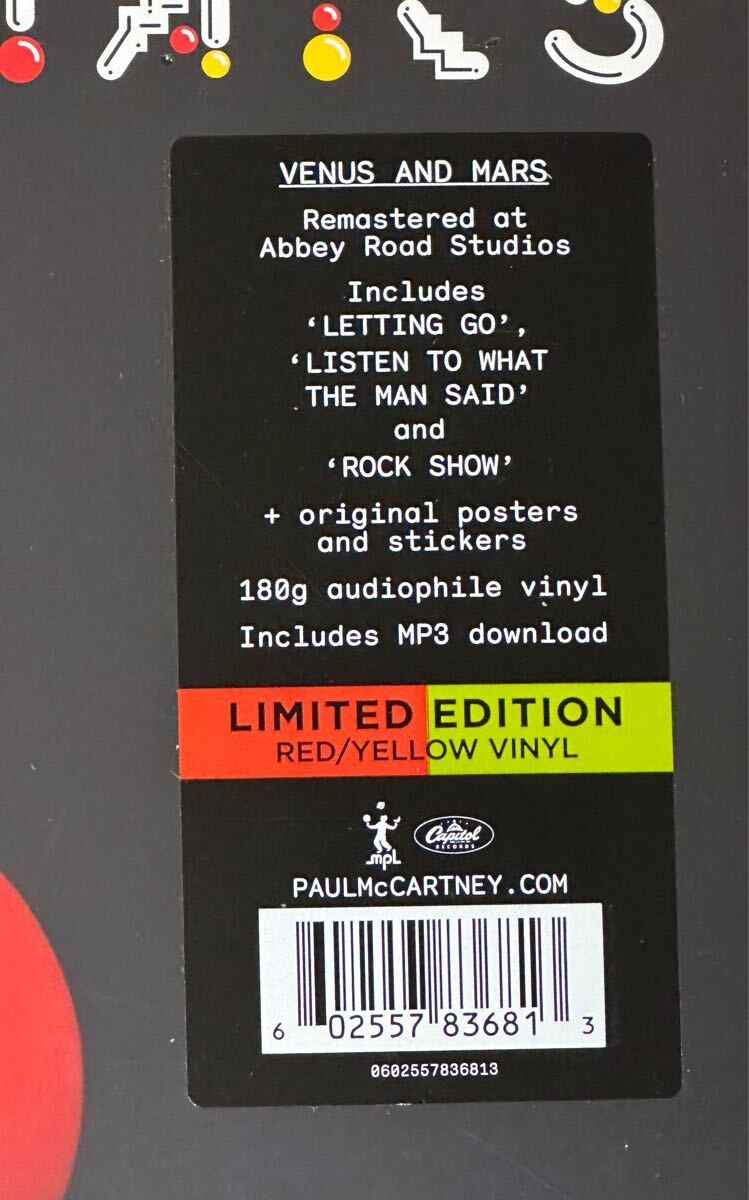 VENUS AND MARS
Remastered at
Abbey Road Studios
Includes
‘LETTING GO’,
‘LISTEN TO WHAT
THE MAN SAID’
and
‘ROCK SHOW’
+ original posters
and stickers
180g audiophile vinyl
Includes MP3 download
LIMITED EDITION
RED/YELLOW VINYL
mpl Capitol
RECORDS
PAULMcCARTNEY.COM
6 02557 83681 3
0602557836813